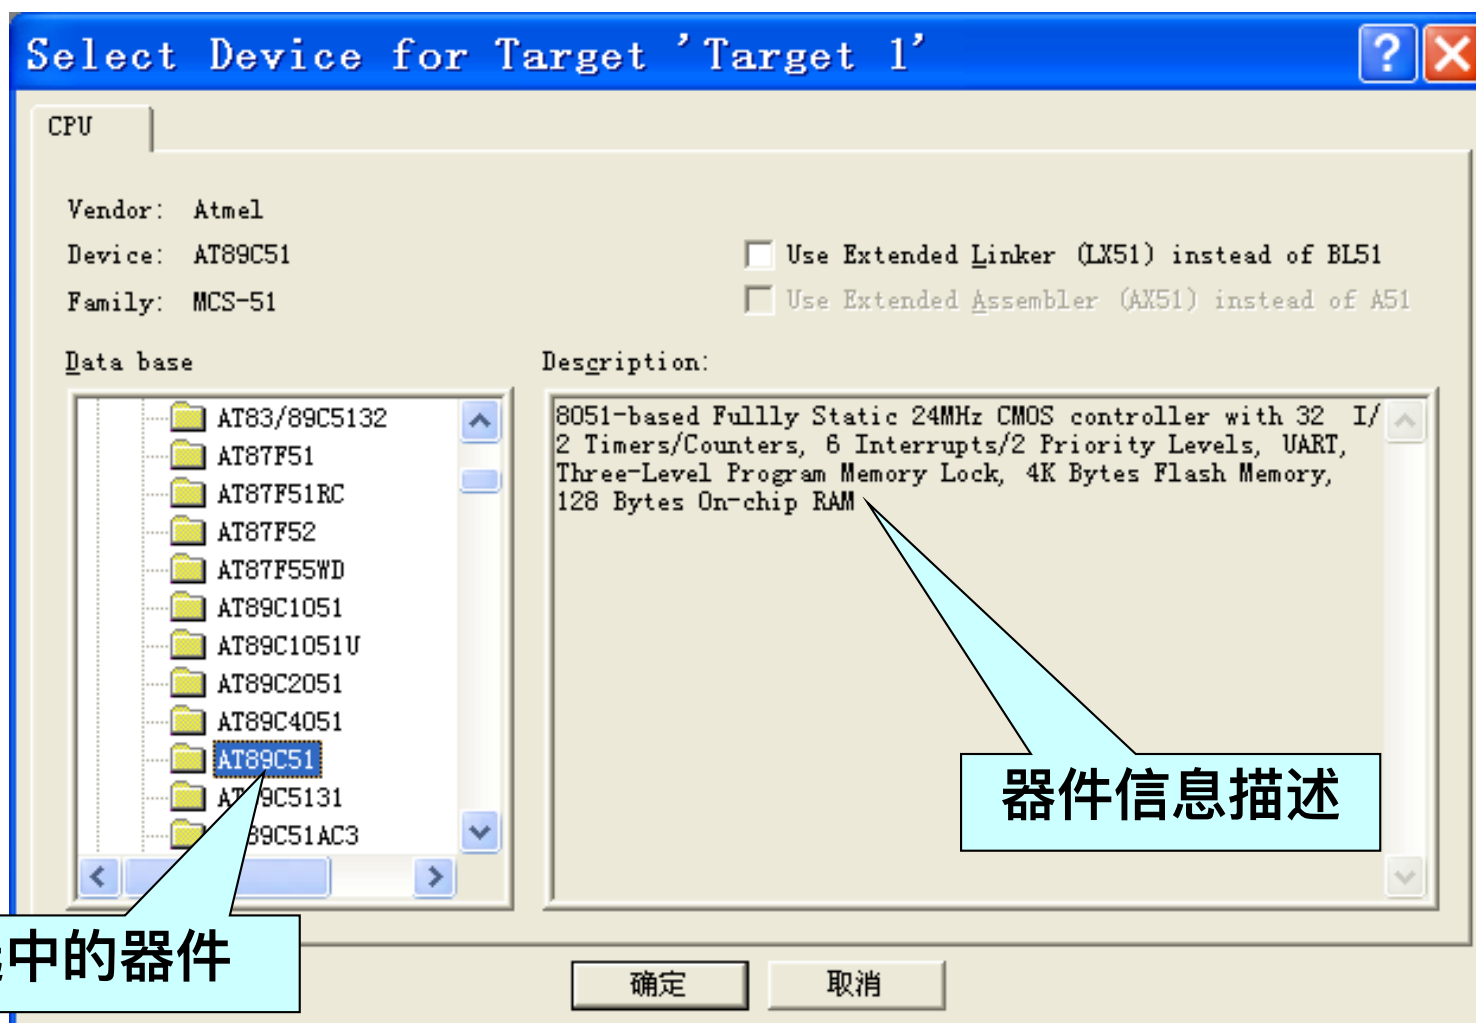 Select Device for Target 'Target 1'
CPU
Vendor: Atmel
Device: AT89C51
Family: MCS-51
Use Extended Linker (LX51) instead of BL51
Use Extended Assembler (AX51) instead of A51
Data base
Description:
AT83/89C5132
AT87F51
AT87F51RC
AT87F52
AT87F55WD
AT89C1051
AT89C1051U
AT89C2051
AT89C4051
AT89C51
9C5131
89C51AC3
8051-based Fullly Static 24MHz CMOS controller with 32 I/
2 Timers/Counters, 6 Interrupts/2 Priority Levels, UART,
Three-Level Program Memory Lock, 4K Bytes Flash Memory,
128 Bytes On-chip RAM
器件信息描述
中的器件
确定
取消